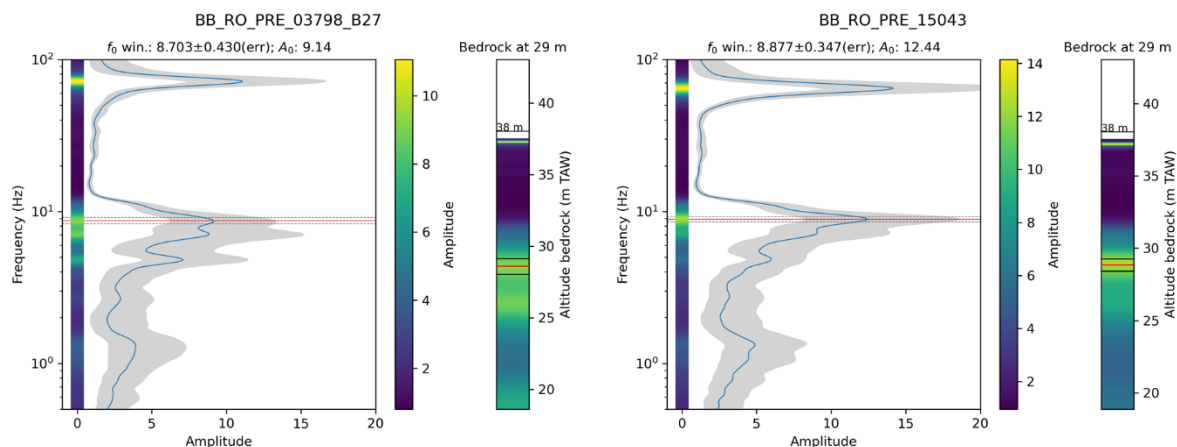 BB_RO_PRE_03798_B27
f₀ win.: 8.703±0.430(err); A₀: 9.14
Bedrock at 29 m
10²
10¹
10⁰
Frequency (Hz)
0 5 10 15 20
Amplitude
10
8
6
4
2
Amplitude
38 m
40
35
30
25
20
Altitude bedrock (m TAW)
BB_RO_PRE_15043
f₀ win.: 8.877±0.347(err); A₀: 12.44
Bedrock at 29 m
10²
10¹
10⁰
Frequency (Hz)
0 5 10 15 20
Amplitude
14
12
10
8
6
4
2
Amplitude
38 m
40
35
30
25
20
Altitude bedrock (m TAW)